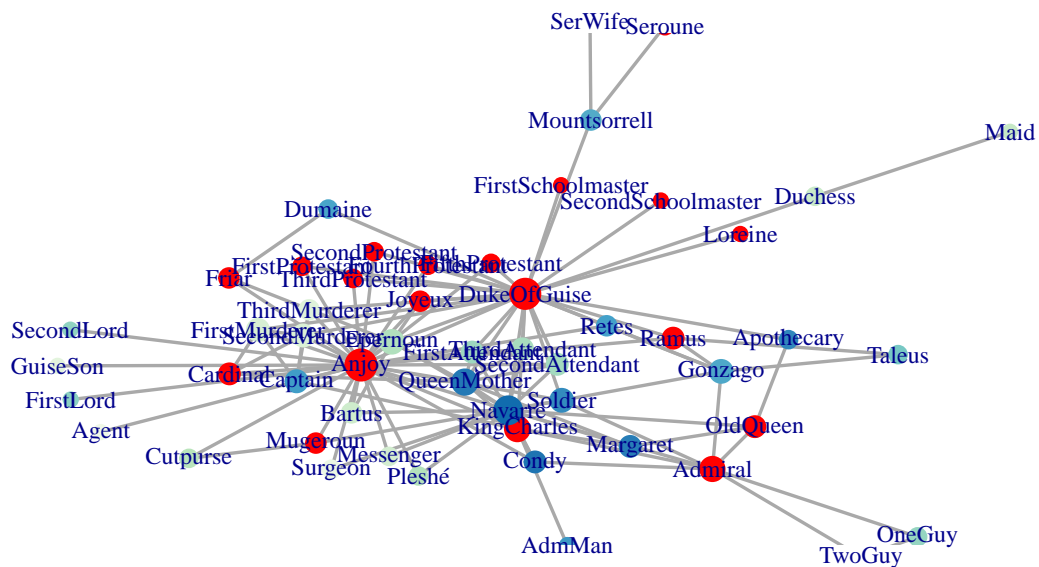 SerWife
Seroune
Mountsorrell
Maid
FirstSchoolmaster
SecondSchoolmaster
Duchess
Dumaine
Loreine
SecondProtestant
FirstProtestant
FourthProtestant
FifthProtestant
Friar
ThirdProtestant
DukeOfGuise
Joyeux
ThirdMurderer
SecondLord
FirstMurderer
SecondMurderer
Epernoun
Retes
Ramus
Apothecary
FirstAttendant
ThirdAttendant
Taleus
GuiseSon
Anjoy
SecondAttendant
Gonzago
Cardinal
Captain
QueenMother
FirstLord
Bartus
Navarre
Soldier
Agent
KingCharles
OldQueen
Mugeroun
Margaret
Cutpurse
Surgeon
Messenger
Condy
Admiral
Pleshé
AdmMan
OneGuy
TwoGuy